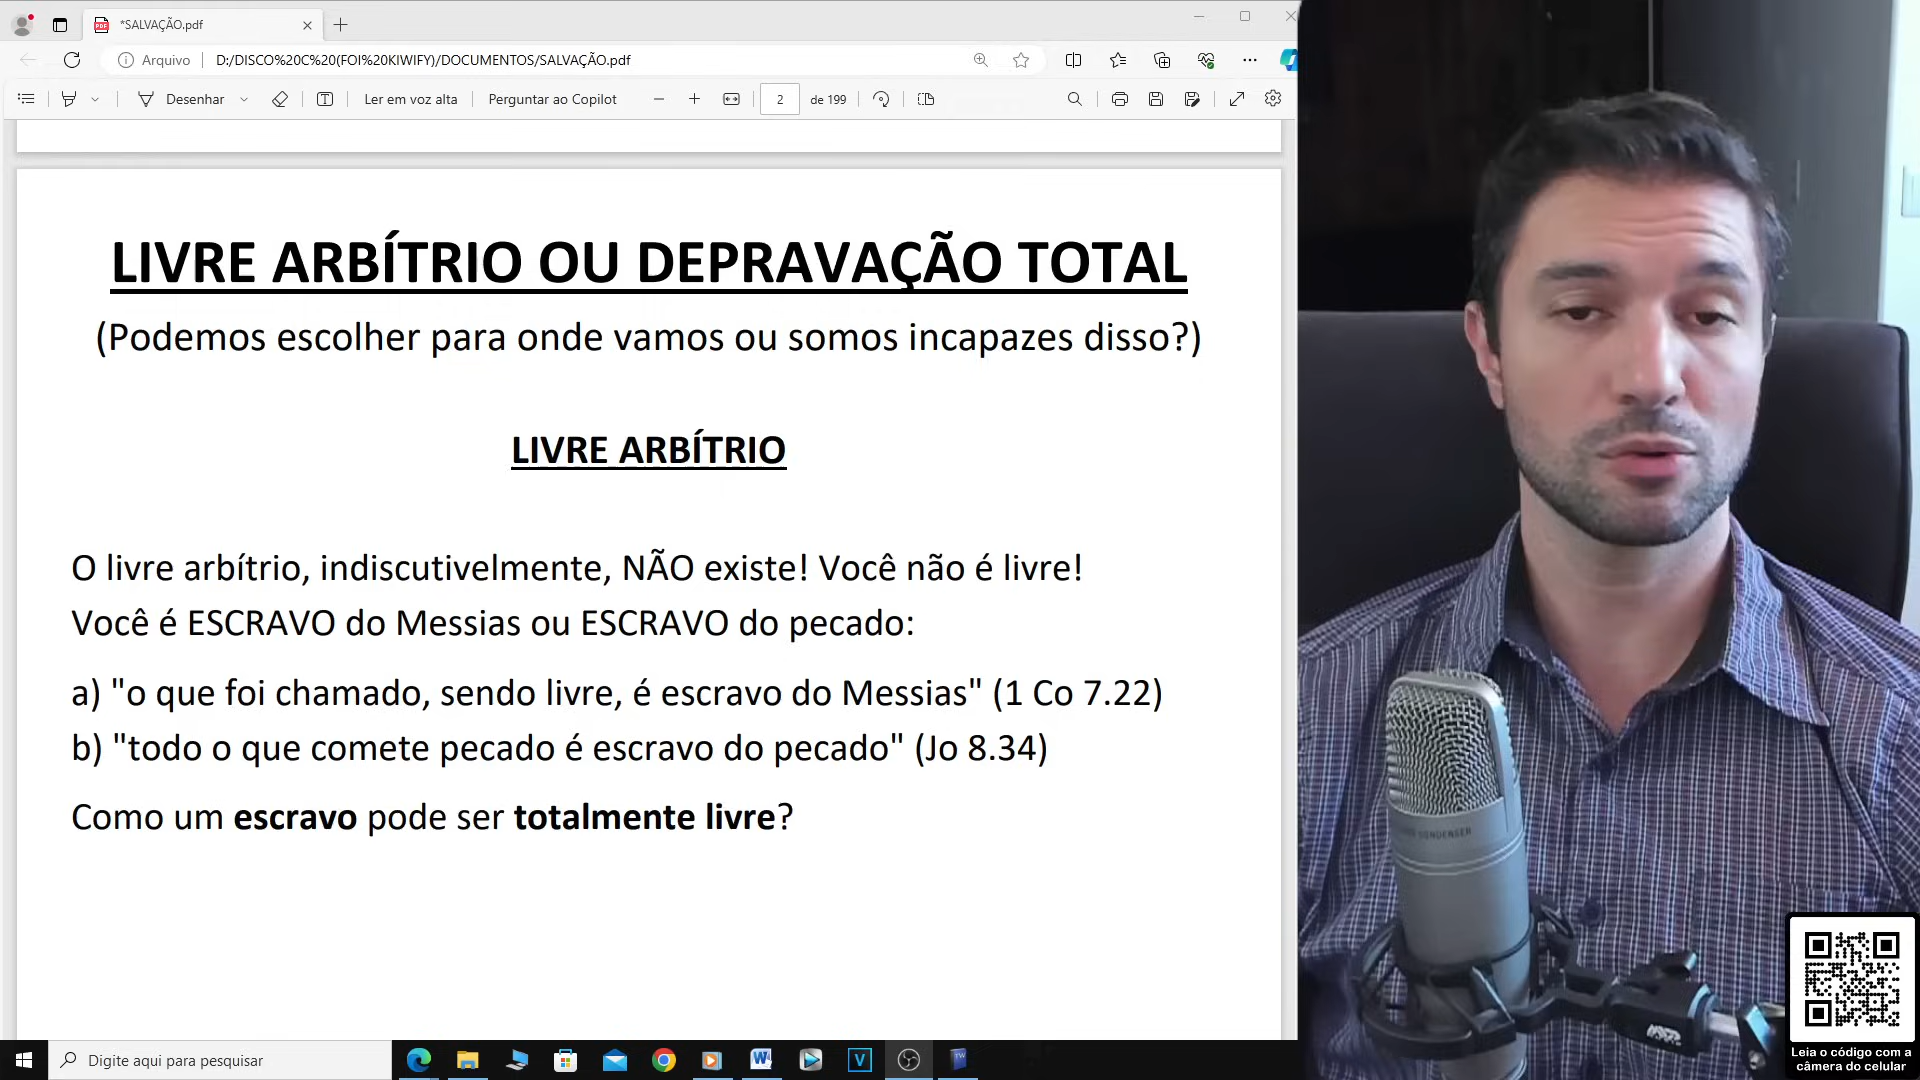 *SALVAÇÃO.pdf
Arquivo
D:/DISCO%20C%20(FOI%20KIWIFY)/DOCUMENTOS/SALVAÇÃO.pdf
Desenhar
Ler em voz alta
Perguntar ao Copilot
2
de 199
LIVRE ARBÍTRIO OU DEPRAVAÇÃO TOTAL
(Podemos escolher para onde vamos ou somos incapazes disso?)
LIVRE ARBÍTRIO
O livre arbítrio, indiscutivelmente, NÃO existe! Você não é livre!
Você é ESCRAVO do Messias ou ESCRAVO do pecado:
a) "o que foi chamado, sendo livre, é escravo do Messias" (1 Co 7.22)
b) "todo o que comete pecado é escravo do pecado" (Jo 8.34)
Como um escravo pode ser totalmente livre?
Digite aqui para pesquisar
Leia o código com a
câmera do celular